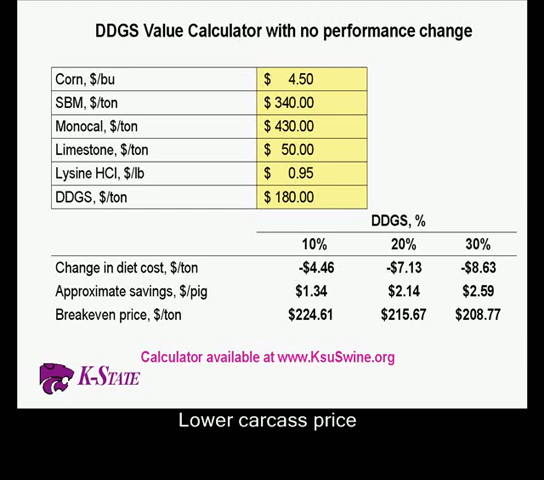 DDGS Value Calculator with no performance change
Corn, $/bu $ 4.50
SBM, $/ton $ 340.00
Monocal, $/ton $ 430.00
Limestone, $/ton $ 50.00
Lysine HCl, $/lb $ 0.95
DDGS, $/ton $ 180.00
DDGS, %
10% 20% 30%
Change in diet cost, $/ton -$4.46 -$7.13 -$8.63
Approximate savings, $/pig $1.34 $2.14 $2.59
Breakeven price, $/ton $224.61 $215.67 $208.77
Calculator available at www.KsuSwine.org
K-STATE
Lower carcass price